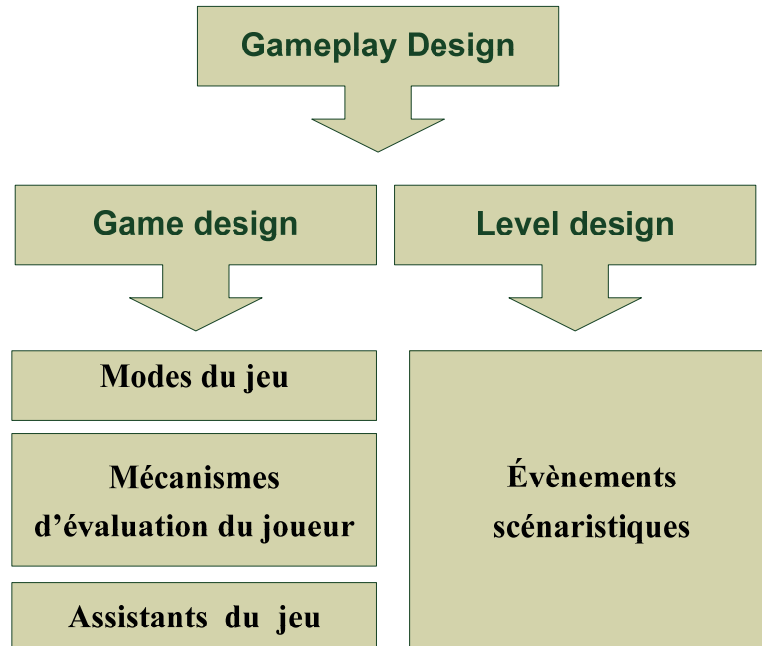 Gameplay Design
Game design
Level design
Modes du jeu
Mécanismes
d’évaluation du joueur
Assistants du jeu
Évènements
scénaristiques